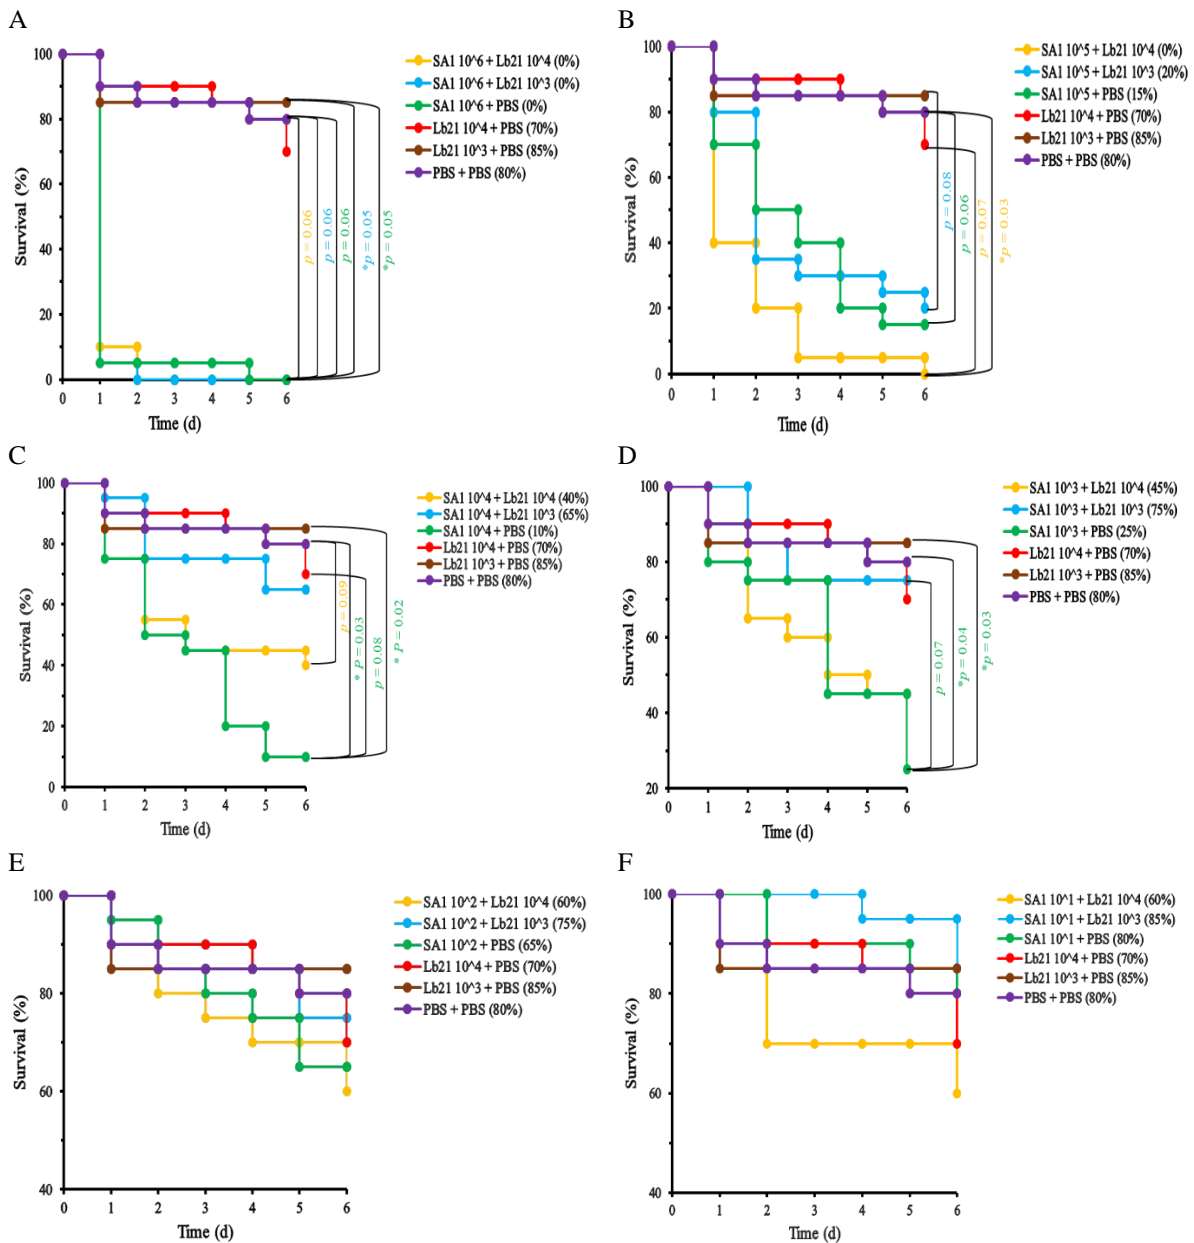 A
100
80
60
40
20
0
Survival (%)
0 1 2 3 4 5 6
Time (d)
SA1 10^6 + Lb21 10^4 (0%)
SA1 10^6 + Lb21 10^3 (0%)
SA1 10^6 + PBS (0%)
Lb21 10^4 + PBS (70%)
Lb21 10^3 + PBS (85%)
PBS + PBS (80%)
p = 0.06
p = 0.06
p = 0.06
*p = 0.05
*p = 0.05
B
100
80
60
40
20
0
Survival (%)
0 1 2 3 4 5 6
Time (d)
SA1 10^5 + Lb21 10^4 (0%)
SA1 10^5 + Lb21 10^3 (20%)
SA1 10^5 + PBS (15%)
Lb21 10^4 + PBS (70%)
Lb21 10^3 + PBS (85%)
PBS + PBS (80%)
p = 0.08
p = 0.06
p = 0.07
*p = 0.03
C
100
80
60
40
20
0
Survival (%)
0 1 2 3 4 5 6
Time (d)
SA1 10^4 + Lb21 10^4 (40%)
SA1 10^4 + Lb21 10^3 (65%)
SA1 10^4 + PBS (10%)
Lb21 10^4 + PBS (70%)
Lb21 10^3 + PBS (85%)
PBS + PBS (80%)
p = 0.09
* P = 0.03
p = 0.08
* P = 0.02
D
100
80
60
40
20
Survival (%)
0 1 2 3 4 5 6
Time (d)
SA1 10^3 + Lb21 10^4 (45%)
SA1 10^3 + Lb21 10^3 (75%)
SA1 10^3 + PBS (25%)
Lb21 10^4 + PBS (70%)
Lb21 10^3 + PBS (85%)
PBS + PBS (80%)
p = 0.07
*p = 0.04
*p = 0.03
E
100
80
60
40
Survival (%)
0 1 2 3 4 5 6
Time (d)
SA1 10^2 + Lb21 10^4 (60%)
SA1 10^2 + Lb21 10^3 (75%)
SA1 10^2 + PBS (65%)
Lb21 10^4 + PBS (70%)
Lb21 10^3 + PBS (85%)
PBS + PBS (80%)
F
100
80
60
40
Survival (%)
0 1 2 3 4 5 6
Time (d)
SA1 10^1 + Lb21 10^4 (60%)
SA1 10^1 + Lb21 10^3 (85%)
SA1 10^1 + PBS (80%)
Lb21 10^4 + PBS (70%)
Lb21 10^3 + PBS (85%)
PBS + PBS (80%)